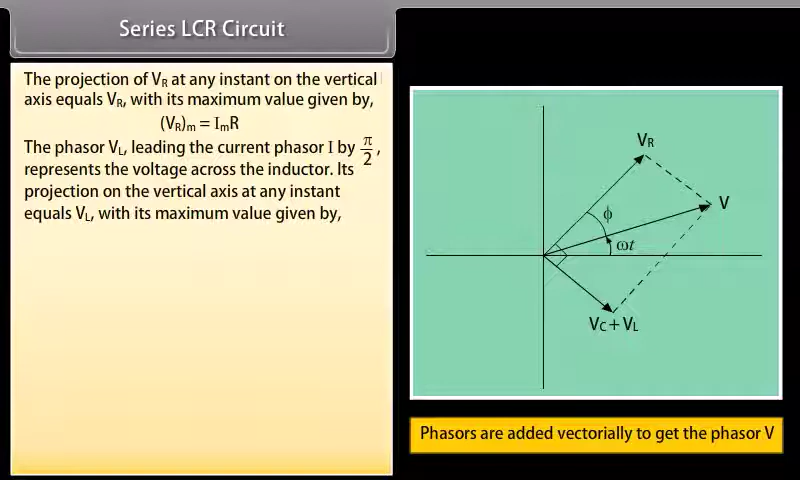 Series LCR Circuit
The projection of VR at any instant on the vertical
axis equals VR, with its maximum value given by,
(VR)m = ImR
The phasor VL, leading the current phasor I by π/2,
represents the voltage across the inductor. Its
projection on the vertical axis at any instant
equals VL, with its maximum value given by,
VR
V
ϕ
ωt
VC + VL
Phasors are added vectorially to get the phasor V